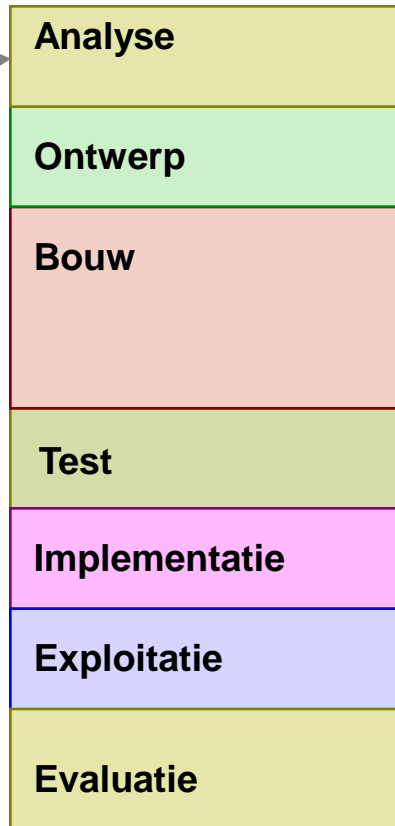 Analyse
Ontwerp
Bouw
Test
Implementatie
Exploitatie
Evaluatie